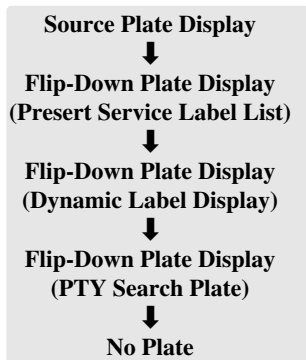 Source Plate Display
Flip-Down Plate Display
(Presert Service Label List)
Flip-Down Plate Display
(Dynamic Label Display)
Flip-Down Plate Display
(PTY Search Plate)
No Plate